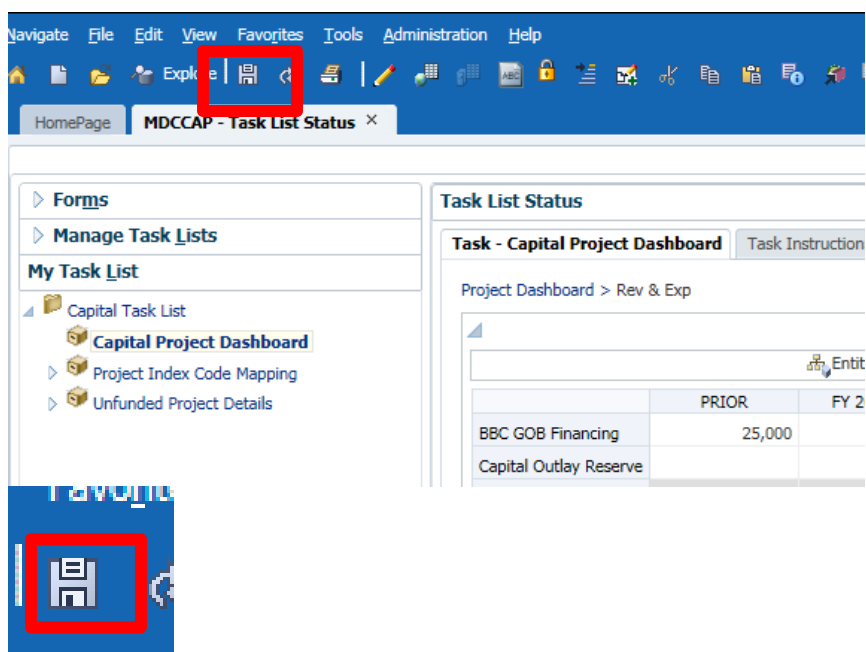 Navigate File Edit View Favorites Tools Administration Help
Explore
ABC
HomePage MDCCAP - Task List Status ×
Forms
Manage Task Lists
My Task List
Capital Task List
Capital Project Dashboard
Project Index Code Mapping
Unfunded Project Details
Task List Status
Task - Capital Project Dashboard Task Instruction
Project Dashboard > Rev & Exp
Entit
PRIOR FY 2
BBC GOB Financing 25,000
Capital Outlay Reserve